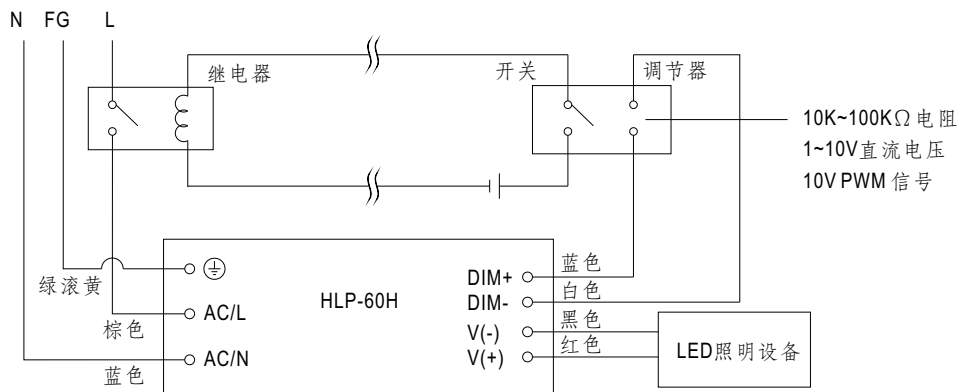 N FG L
继电器
开关
调节器
10K~100KΩ电阻
1~10V直流电压
10V PWM 信号
绿滚黄
HLP-60H
DIM+
蓝色
DIM-
白色
棕色
AC/L
V(-)
黑色
AC/N
V(+)
红色
LED照明设备
蓝色